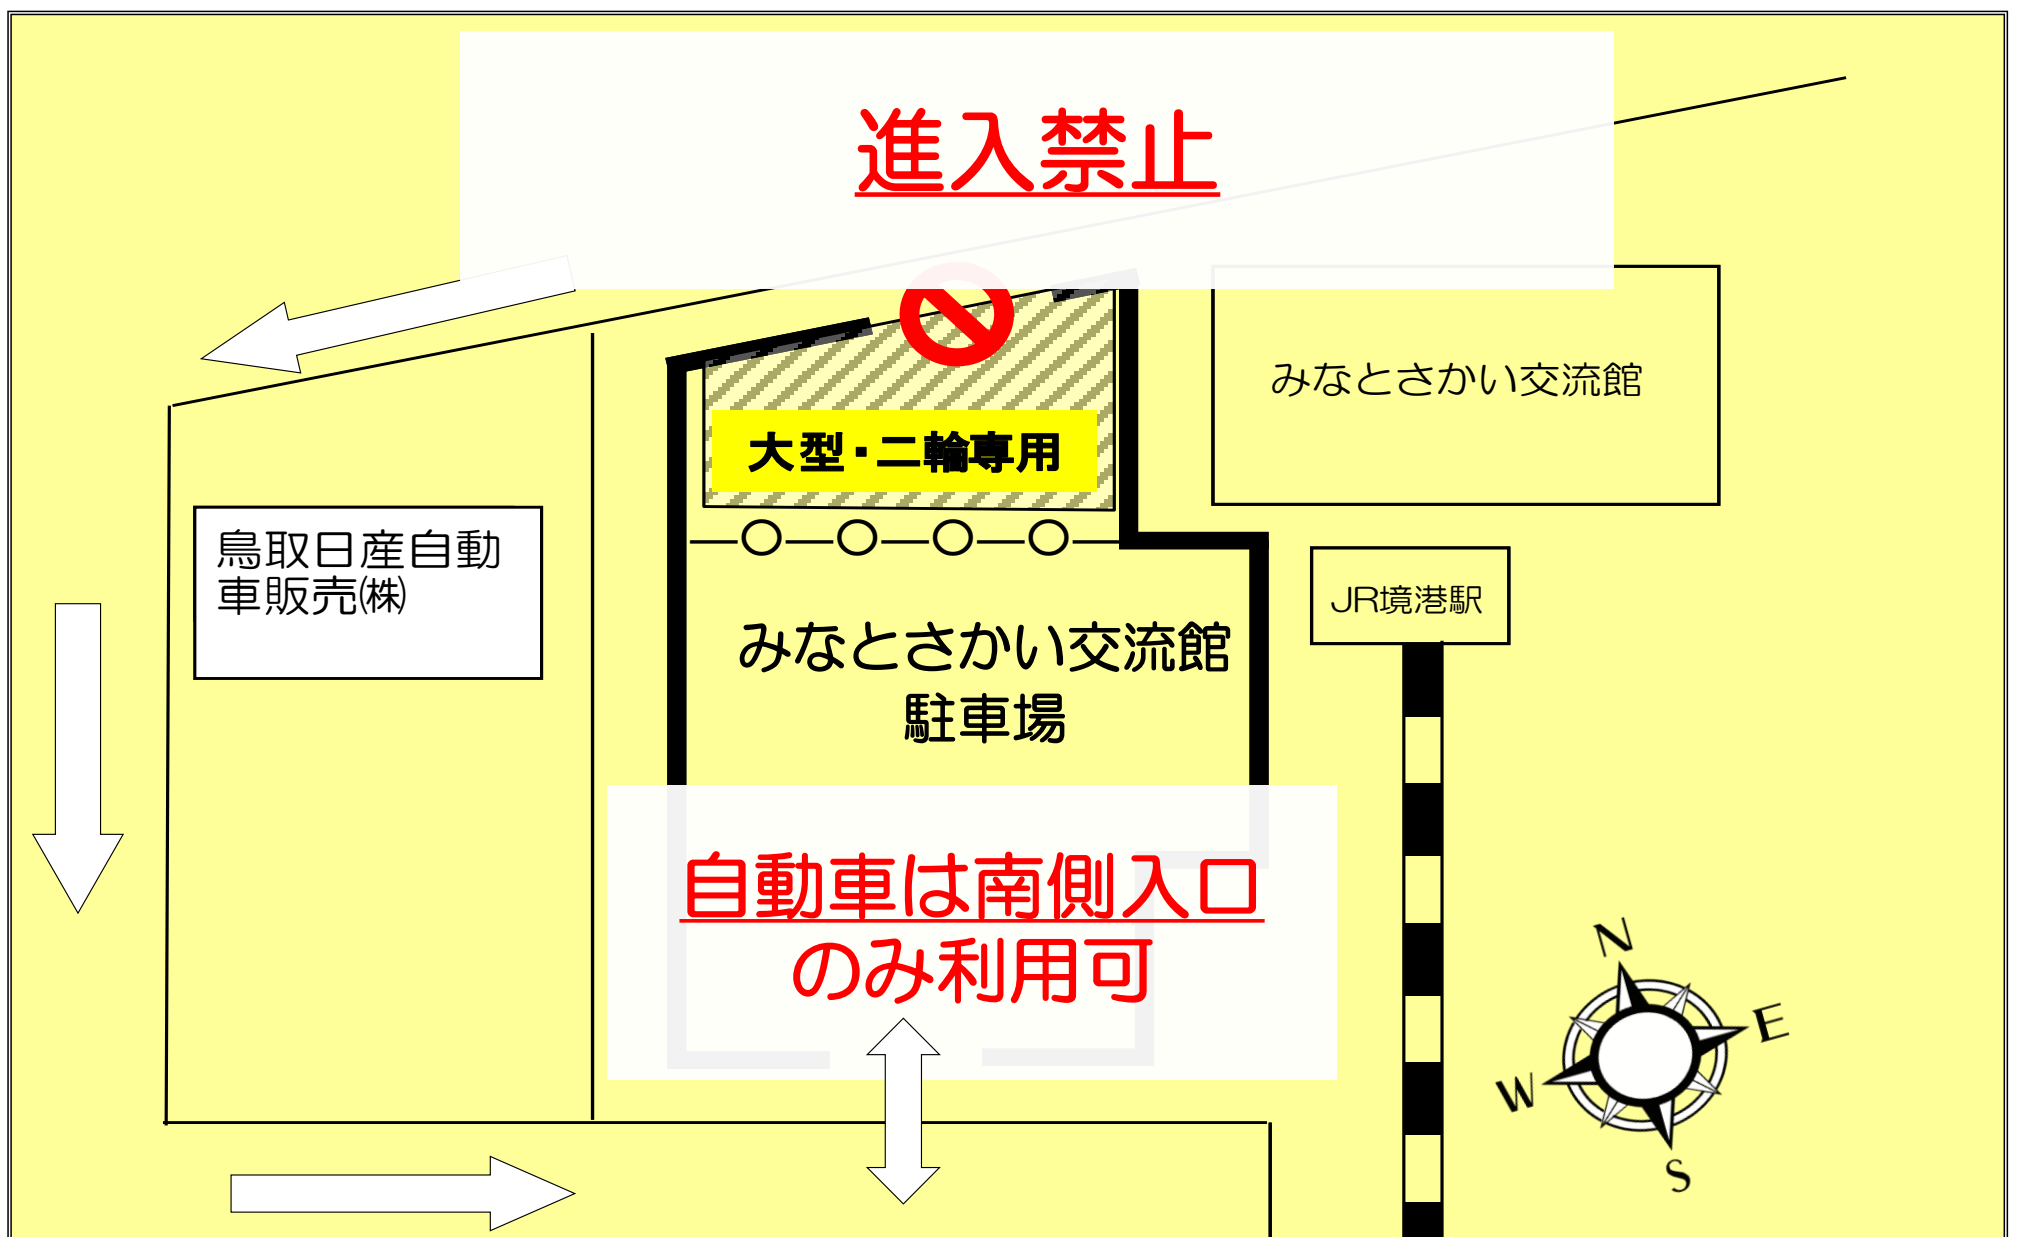 進入禁止
みなとさかい交流館
大型・二輪専用
鳥取日産自動
車販売㈱
JR境港駅
みなとさかい交流館
駐車場
自動車は南側入口
のみ利用可
N
E
W
S